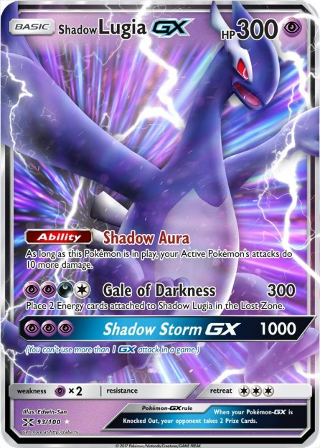 BASIC Shadow Lugia GX HP300
Ability Shadow Aura
As long as this Pokémon is in play, your Active Pokémon's attacks do
10 more damage.
Gale of Darkness 300
Place 2 Energy cards attached to Shadow Lugia in the Lost Zone.
Shadow Storm GX 1000
(You can't use more than 1 GX attack in a game.)
weakness ×2 resistance retreat
illus. Edwin-San
93/100
Pokémon-GX rule
When your Pokémon-GX is
Knocked Out, your opponent takes 2 Prize Cards.